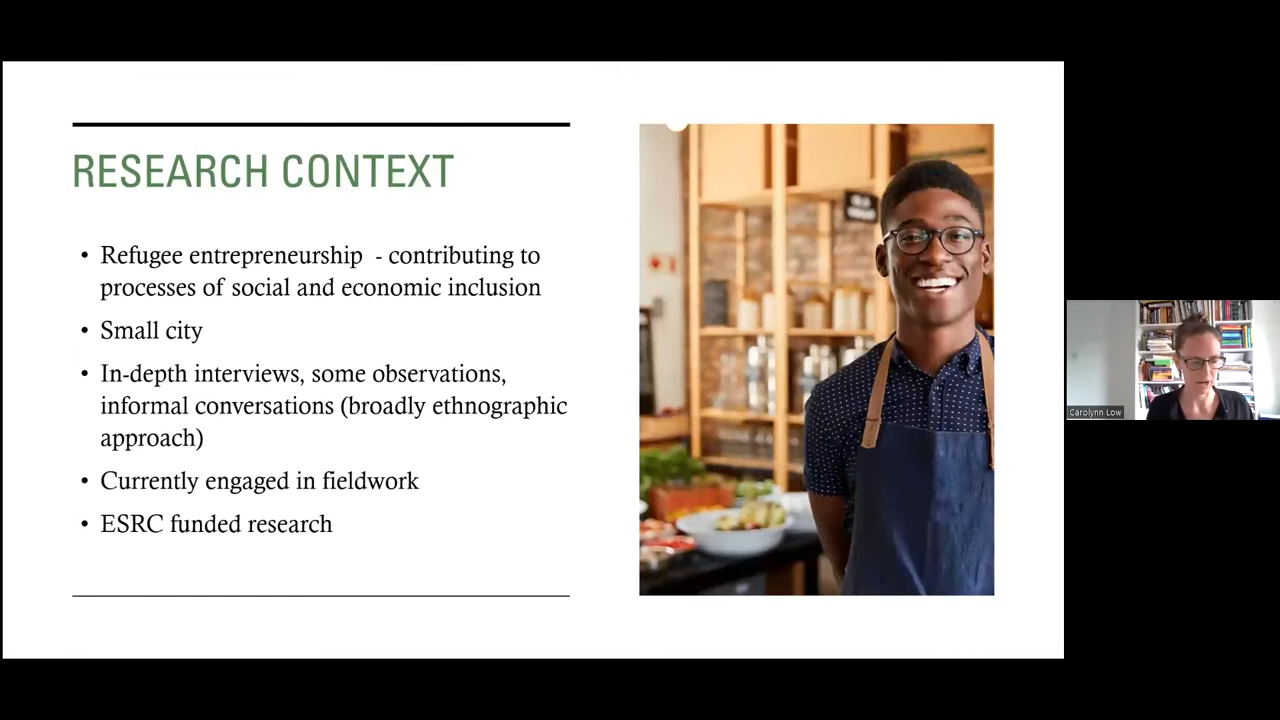 RESEARCH CONTEXT
• Refugee entrepreneurship - contributing to
processes of social and economic inclusion
• Small city
• In-depth interviews, some observations,
informal conversations (broadly ethnographic
approach)
• Currently engaged in fieldwork
• ESRC funded research
Carolynn Low